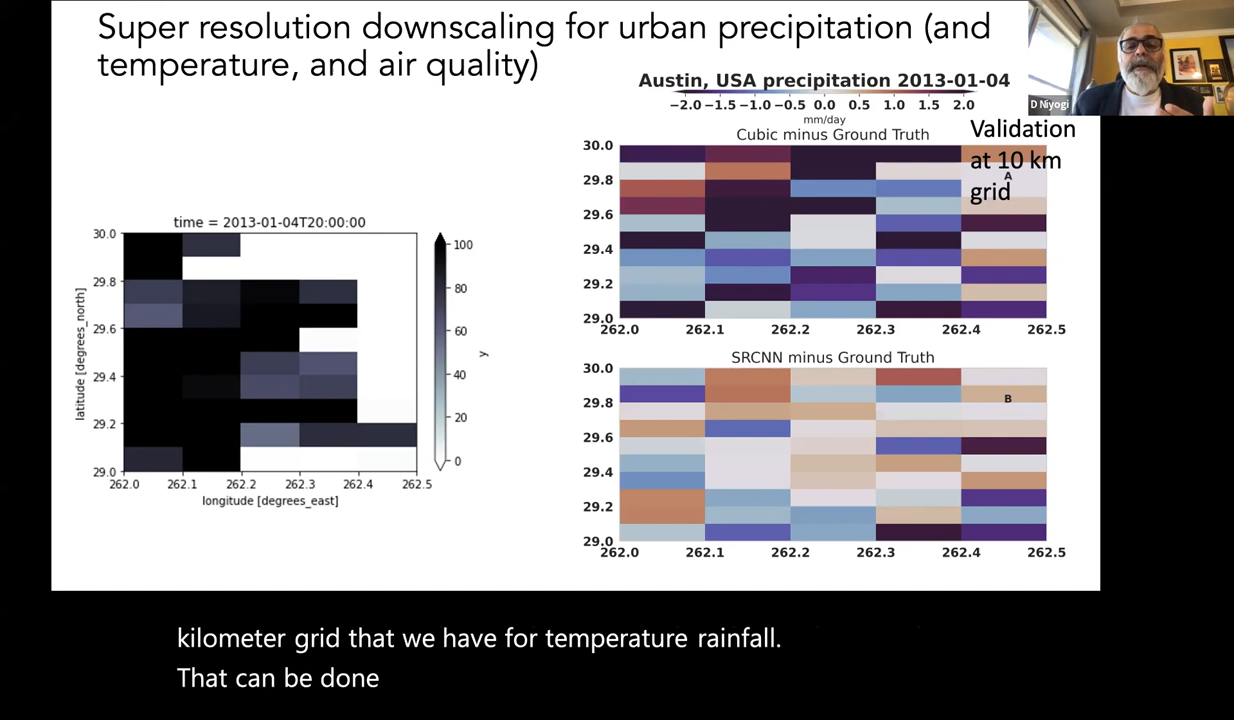 Super resolution downscaling for urban precipitation (and
temperature, and air quality)
D Niyogi
Austin, USA precipitation 2013-01-04
−2.0 −1.5 −1.0 −0.5 0.0 0.5 1.0 1.5 2.0
mm/day
Cubic minus Ground Truth
Validation
at 10 km
grid
A
30.0
29.8
29.6
29.4
29.2
29.0
262.0 262.1 262.2 262.3 262.4 262.5
time = 2013-01-04T20:00:00
30.0
29.8
29.6
29.4
29.2
29.0
latitude [degrees_north]
262.0 262.1 262.2 262.3 262.4 262.5
longitude [degrees_east]
100
80
60
40
20
0
y
SRCNN minus Ground Truth
30.0
29.8
29.6
29.4
29.2
29.0
B
262.0 262.1 262.2 262.3 262.4 262.5
kilometer grid that we have for temperature rainfall.
That can be done